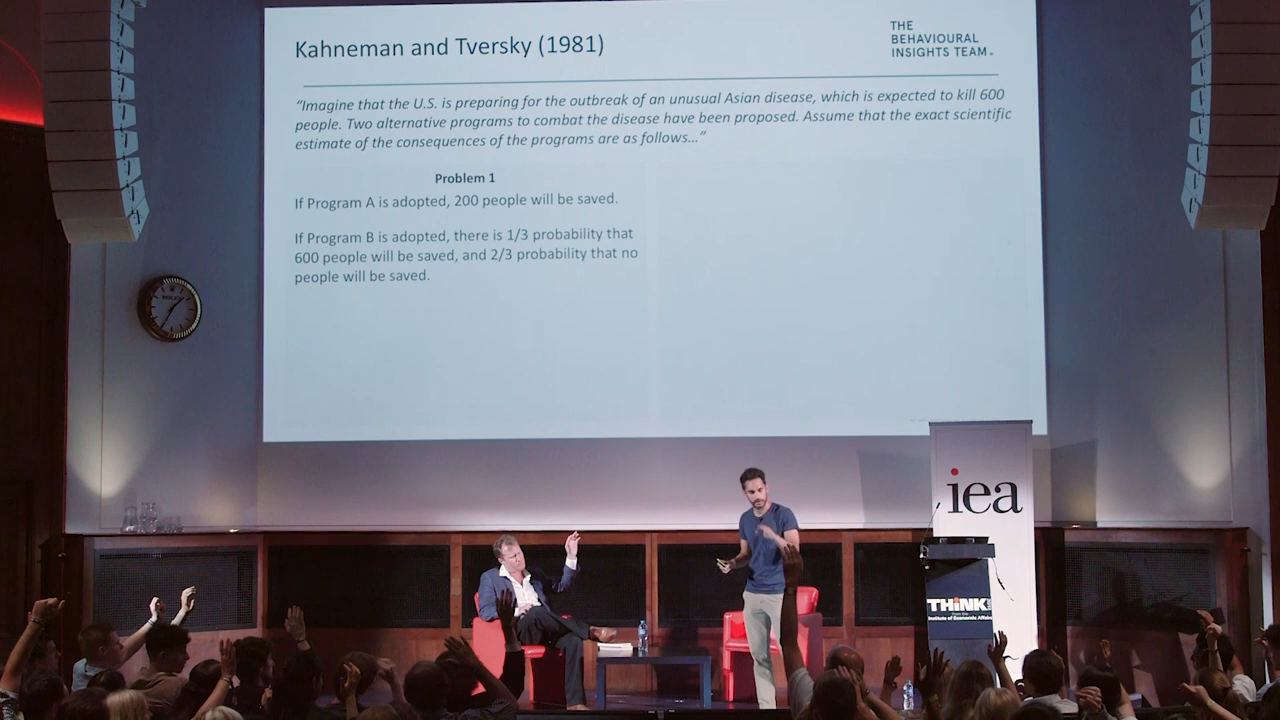 Kahneman and Tversky (1981)
THE
BEHAVIOURAL
INSIGHTS TEAM.
“Imagine that the U.S. is preparing for the outbreak of an unusual Asian disease, which is expected to kill 600
people. Two alternative programs to combat the disease have been proposed. Assume that the exact scientific
estimate of the consequences of the programs are as follows...”
Problem 1
If Program A is adopted, 200 people will be saved.
If Program B is adopted, there is 1/3 probability that
600 people will be saved, and 2/3 probability that no
people will be saved.
iea
THiNK
Institute of Economic Affairs